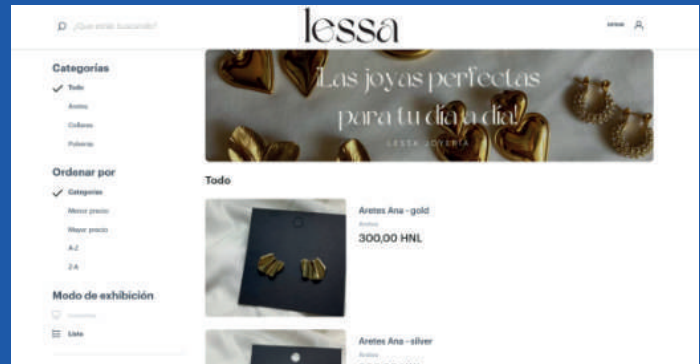 ¿Qué estás buscando?
lessa
Categorías
Todo
Aretes
Collares
Pulseras
Ordenar por
Categorías
Menor precio
Mayor precio
A-Z
Z-A
Modo de exhibición
Lista
¡Las joyas perfectas
para tu día a día!
LESSA JOYERÍA
Todo
Aretes Ana - gold
Aretes
300,00 HNL
Aretes Ana - silver
Aretes